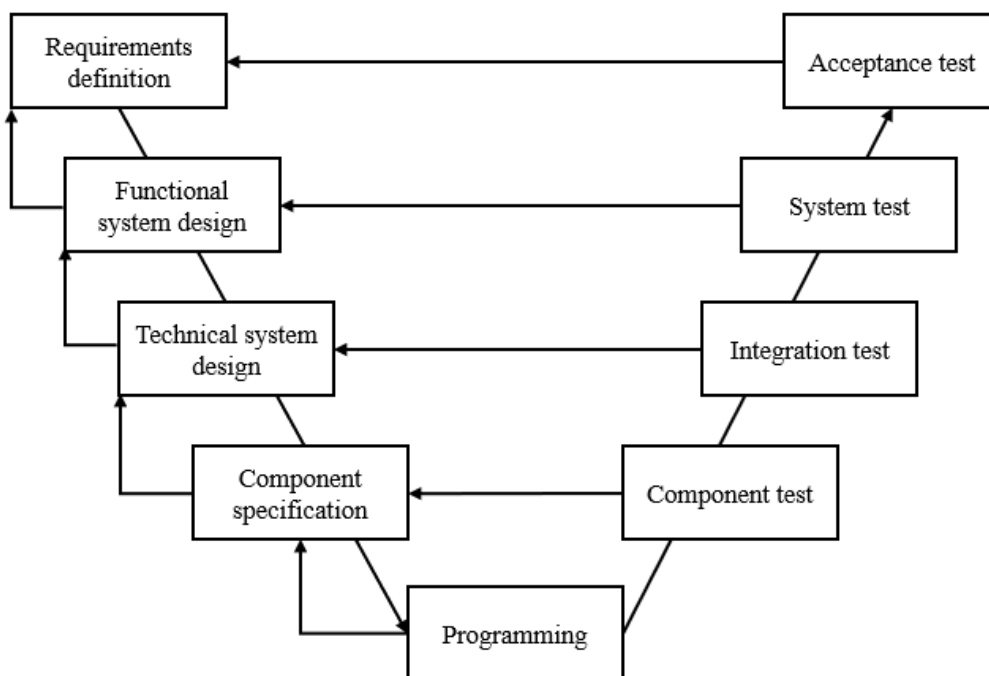 Requirements
definition
Acceptance test
Functional
system design
System test
Technical system
design
Integration test
Component
specification
Component test
Programming